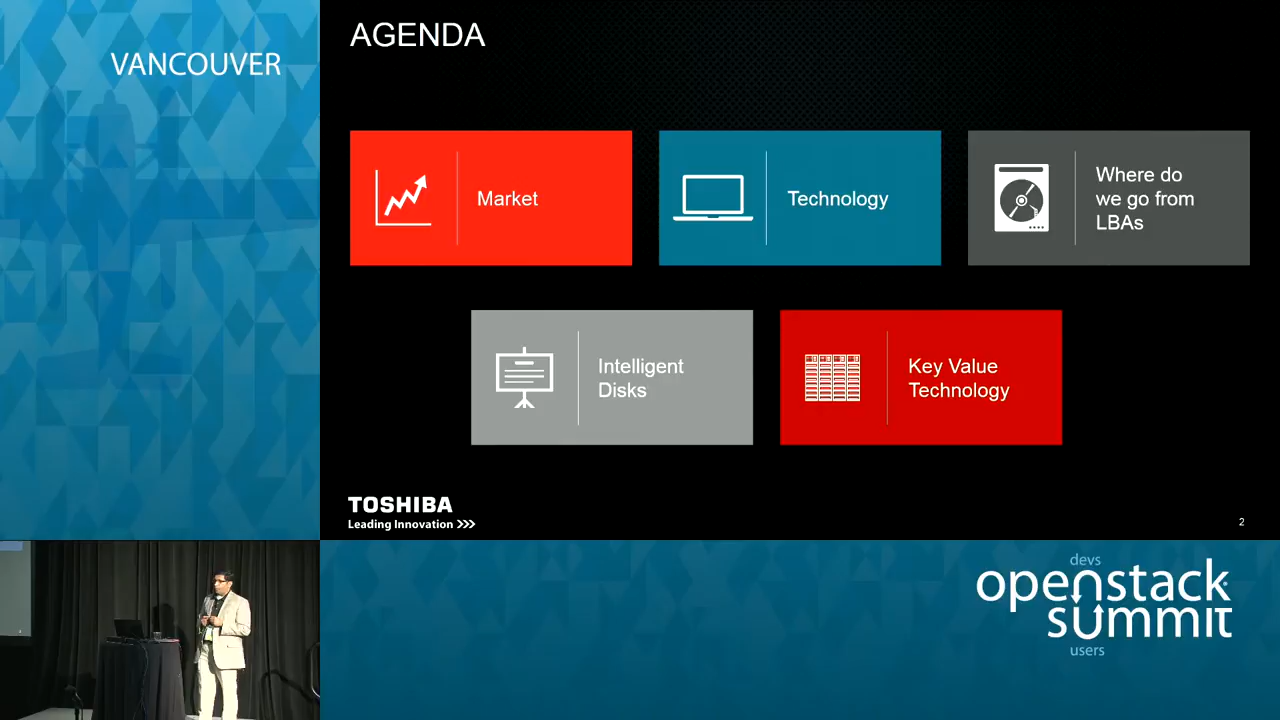 VANCOUVER
AGENDA
Market
Technology
Where do
we go from
LBAs
Intelligent
Disks
Key Value
Technology
TOSHIBA
Leading Innovation >>>
2
devs
openstack
summit
users